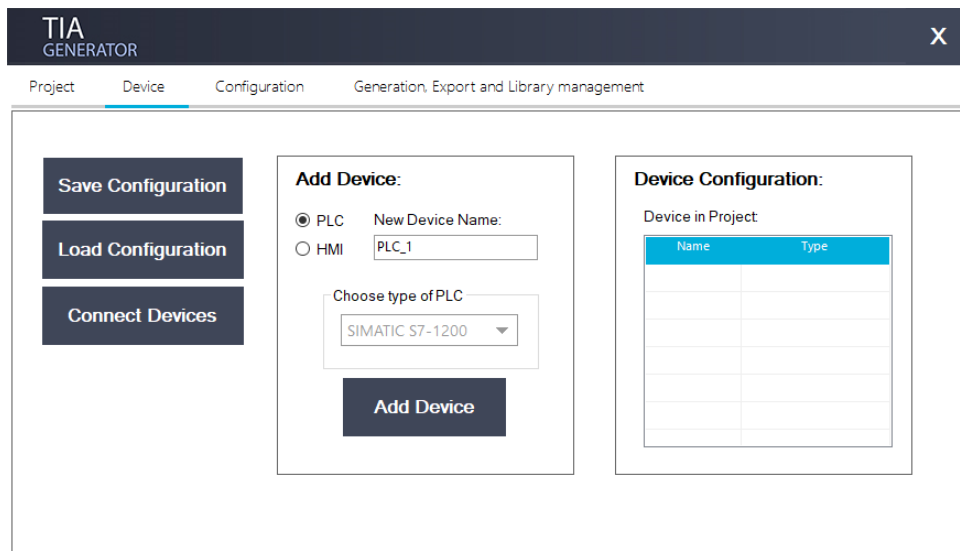 TIA
GENERATOR
X
Project Device Configuration Generation, Export and Library management
Save Configuration
Load Configuration
Connect Devices
Add Device:
PLC New Device Name:
HMI PLC_1
Choose type of PLC
SIMATIC S7-1200
Add Device
Device Configuration:
Device in Project:
Name Type